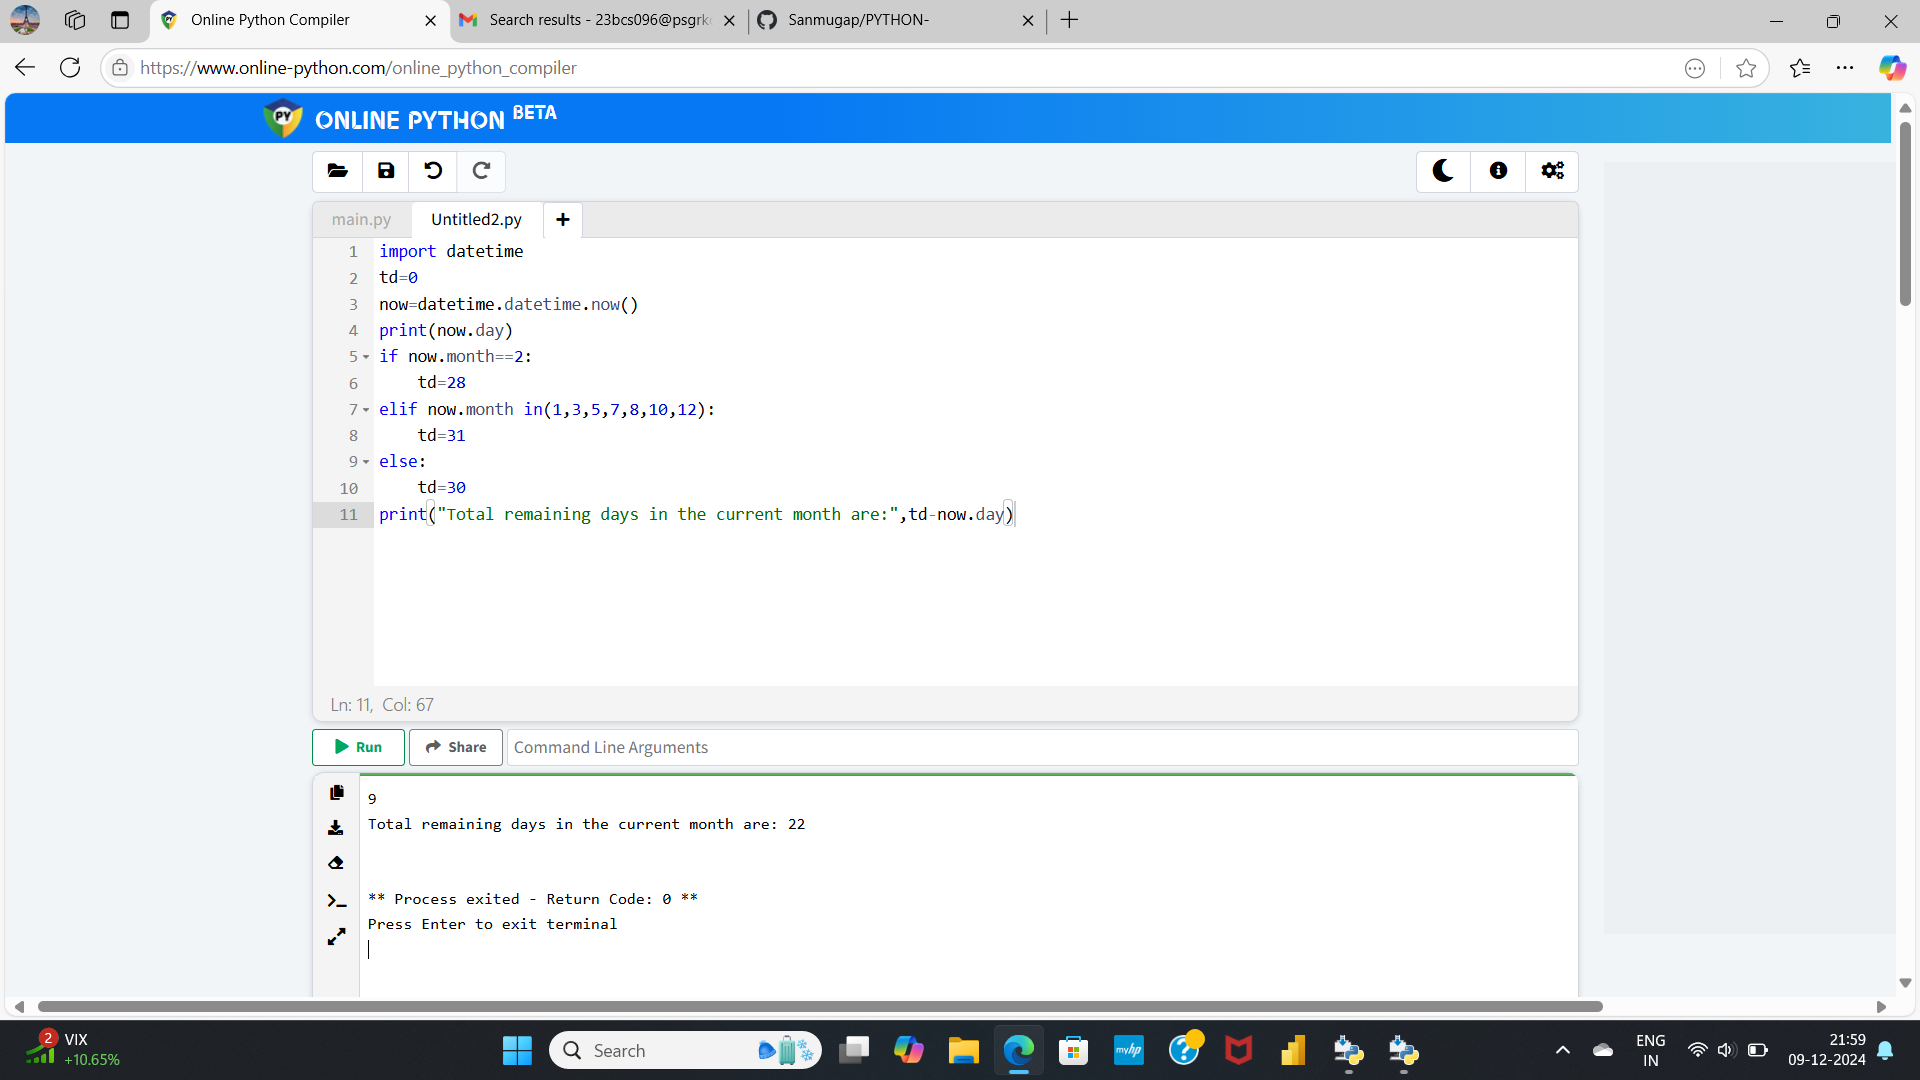 Online Python Compiler
Search results - 23bcs096@psgrk
Sanmugap/PYTHON-
https://www.online-python.com/online_python_compiler
PY ONLINE PYTHON BETA
main.py
Untitled2.py
1 import datetime
2 td=0
3 now=datetime.datetime.now()
4 print(now.day)
5 if now.month==2:
6 td=28
7 elif now.month in(1,3,5,7,8,10,12):
8 td=31
9 else:
10 td=30
11 print("Total remaining days in the current month are:",td-now.day)
Ln: 11, Col: 67
Run
Share
Command Line Arguments
9
Total remaining days in the current month are: 22
** Process exited - Return Code: 0 **
Press Enter to exit terminal
2
VIX
+10.65%
Search
myhp
ENG
IN
21:59
09-12-2024